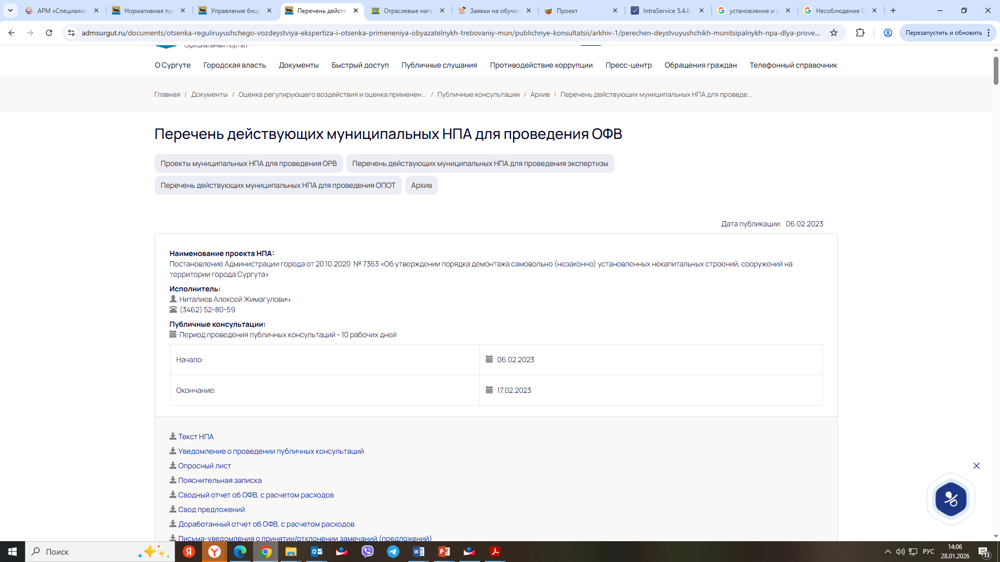 АРМ «Специалис
Нормативная пр
Управление бюд
Перечень действ
Отраслевые напр
Заявки на обуче
Проект
IntraService 5.4.0
установление и с
Несоблюдение С
admsurgut.ru/documents/otsenka-reguliruyushchego-vozdeystviya-ekspertiza-i-otsenka-primeneniya-obyazatelnykh-trebovaniy-mun/publichnye-konsultatsii/arkhiv-1/perechen-deystvuyushchikh-munitsipalnykh-npa-dlya-prove...
Перезапустить и обновить
Официальный портал
О Сургуте Городская власть Документы Быстрый доступ Публичные слушания Противодействие коррупции Пресс-центр Обращения граждан Телефонный справочник
Главная / Документы / Оценка регулирующего воздействия и оценка применен... / Публичные консультации / Архив / Перечень действующих муниципальных НПА для проведе...
Перечень действующих муниципальных НПА для проведения ОФВ
Проекты муниципальных НПА для проведения ОРВ Перечень действующих муниципальных НПА для проведения экспертизы
Перечень действующих муниципальных НПА для проведения ОПОТ Архив
Дата публикации: 06.02.2023
Наименование проекта НПА:
Постановление Администрации города от 20.10.2020 № 7363 «Об утверждении порядка демонтажа самовольно (незаконно) установленных некапитальных строений, сооружений на
территории города Сургута»
Исполнитель:
Ниталиев Алексей Жимагулович
(3462) 52-80-59
Публичные консультации:
Период проведения публичных консультаций - 10 рабочих дней
Начало: 06.02.2023
Окончание: 17.02.2023
Текст НПА
Уведомление о проведении публичных консультаций
Опросный лист
Пояснительная записка
Сводный отчет об ОФВ, с расчетом расходов
Свод предложений
Доработанный отчет об ОФВ, с расчетом расходов
Письма-уведомления о принятии/отклонении замечаний (предложений)
Поиск
РУС
14:06
28.01.2026
13